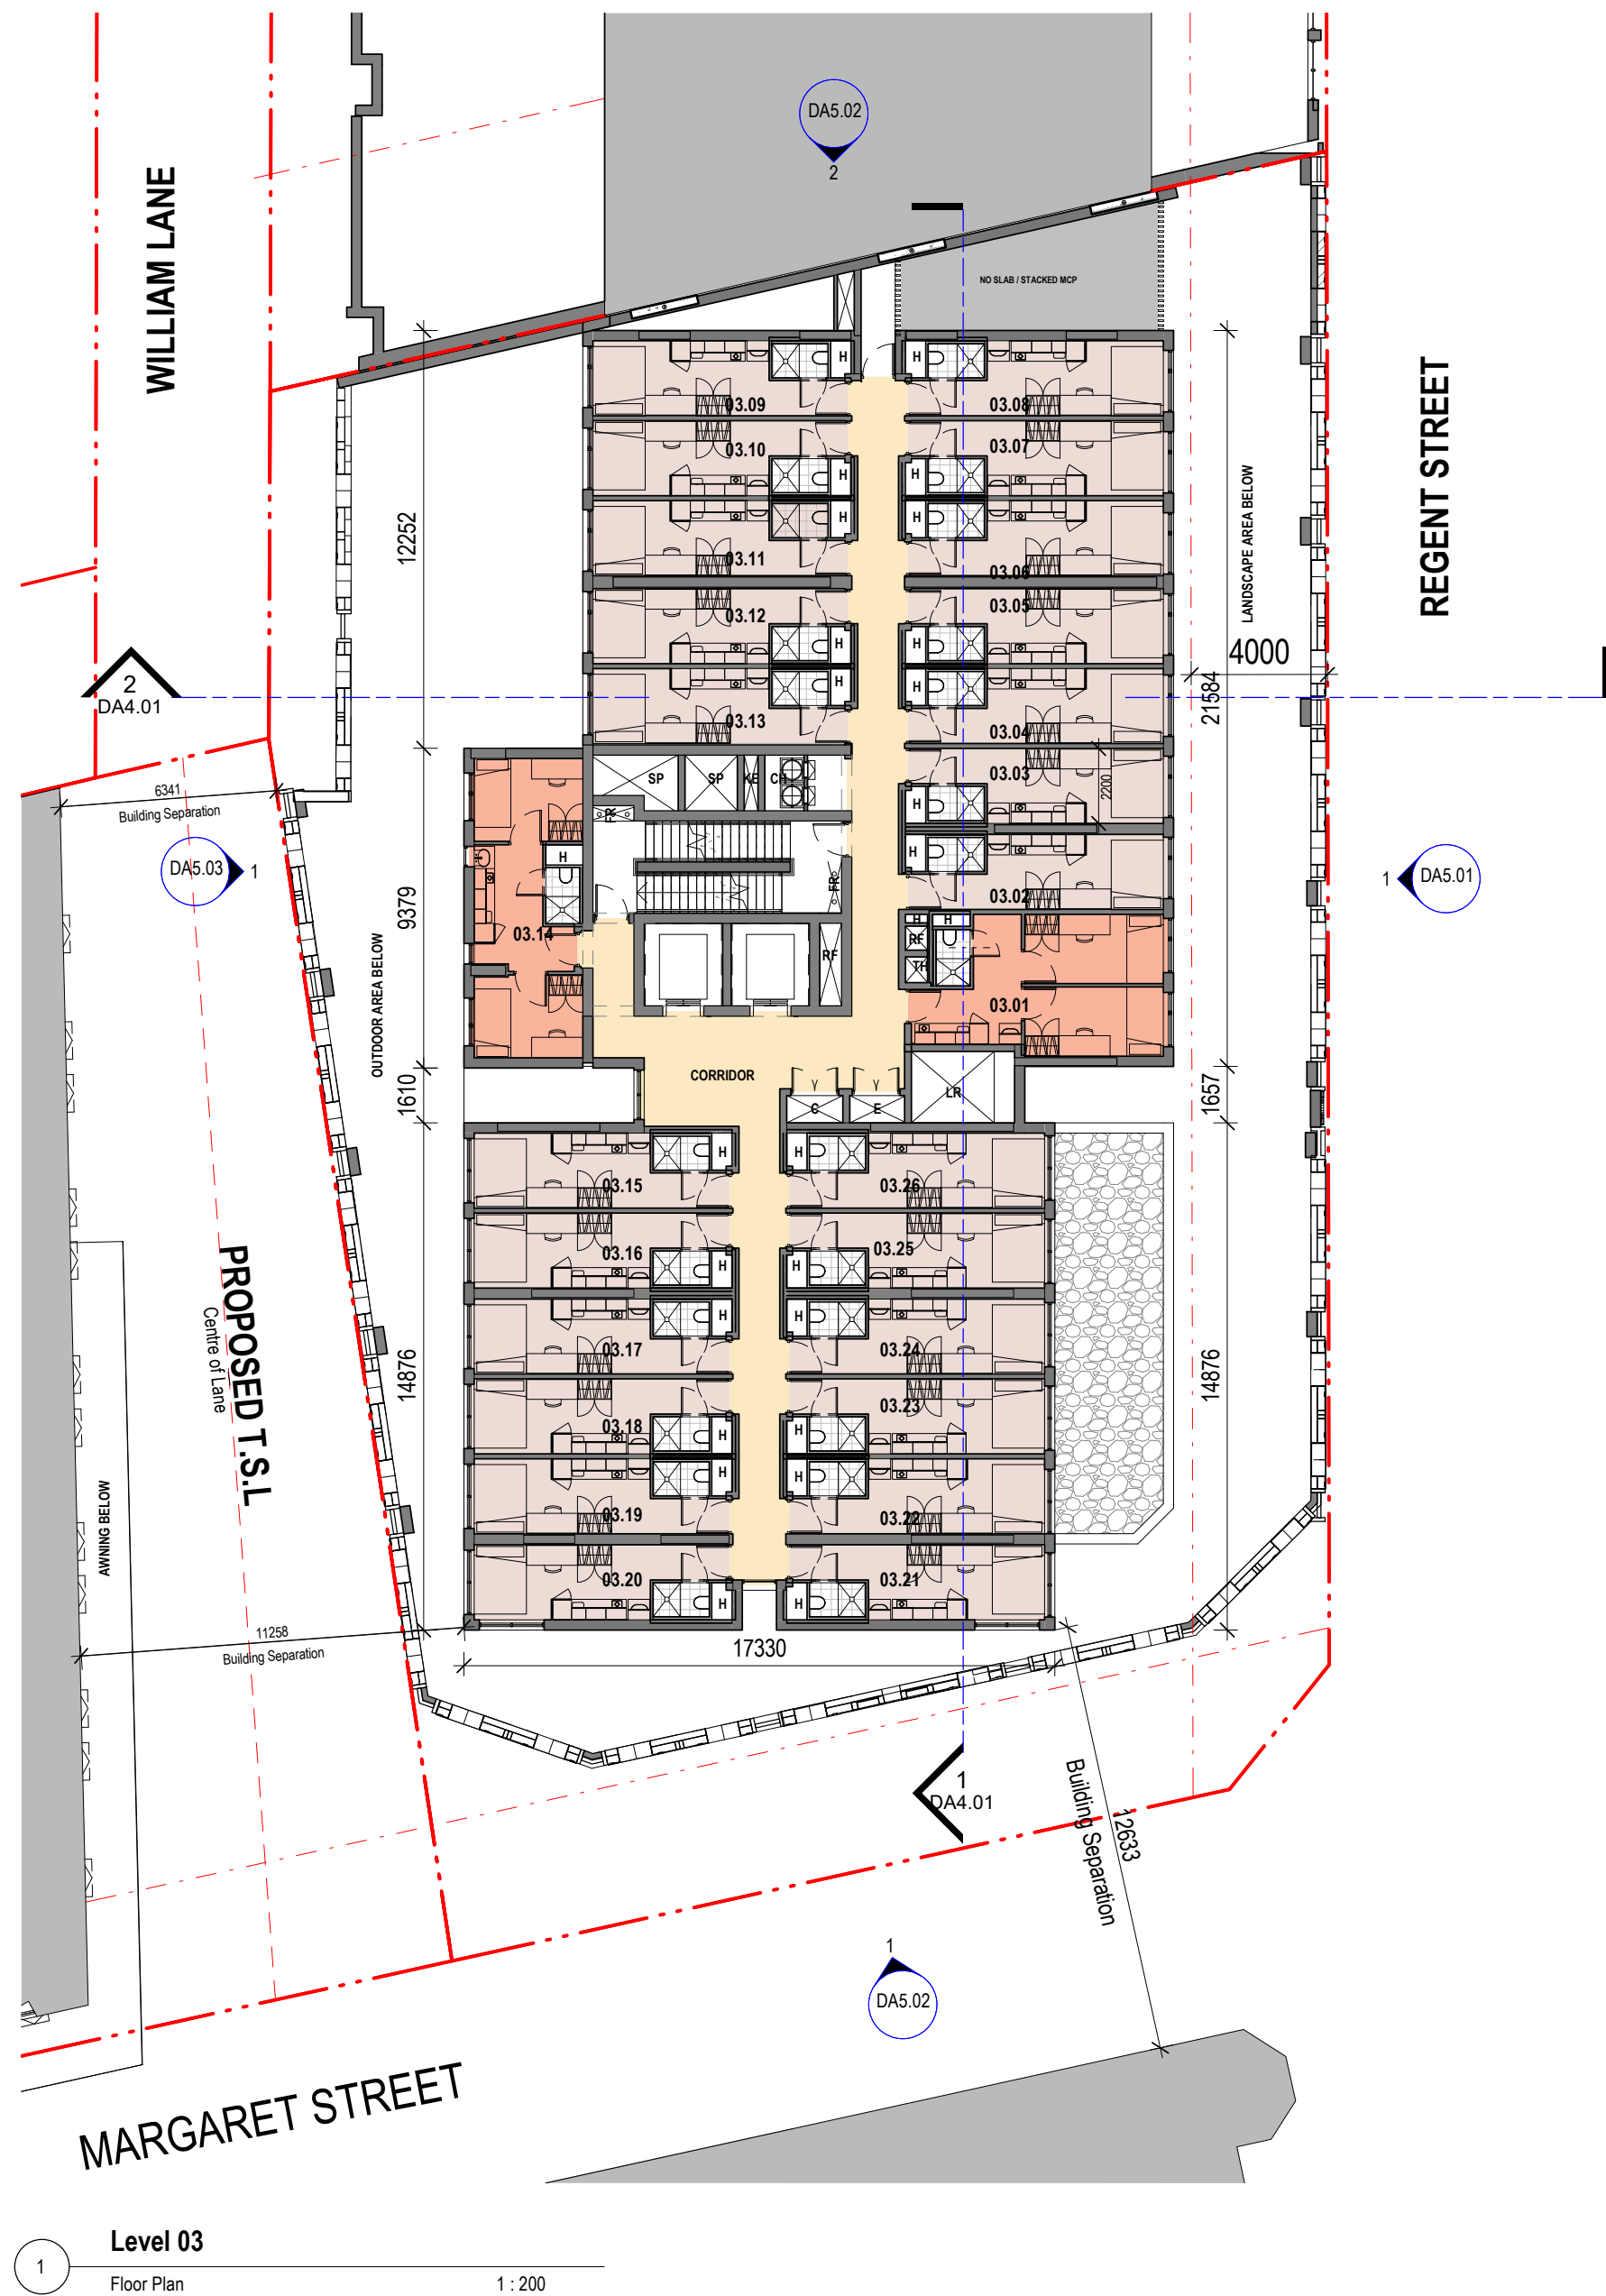 DA5.02
2
WILLIAM LANE
NO SLAB / STACKED MCP
REGENT STREET
H
H
03.09
03.08
03.10
03.07
H
H
LANDSCAPE AREA BELOW
12252
H
H
03.11
03.06
03.12
03.05
H
H
4000
2
DA4.01
H
H
21584
03.13
03.04
SP
SP
KE
CH
03.03
2200
6341
Building Separation
FR
H
DA5.03
1
H
H
1
DA5.01
FR
03.02
9379
OUTDOOR AREA BELOW
03.14
H
H
RF
RF
TH
03.01
CORRIDOR
1610
C
E
LR
1657
H
H
03.15
03.26
03.16
03.25
H
H
PROPOSED T.S.L
Centre of Lane
H
H
03.17
03.24
14876
14876
03.18
03.23
H
H
H
H
AWNING BELOW
03.19
03.22
03.20
03.21
H
H
11258
Building Separation
17330
1
DA4.01
12633
Building Separation
1
DA5.02
MARGARET STREET
Level 03
1
Floor Plan
1 : 200